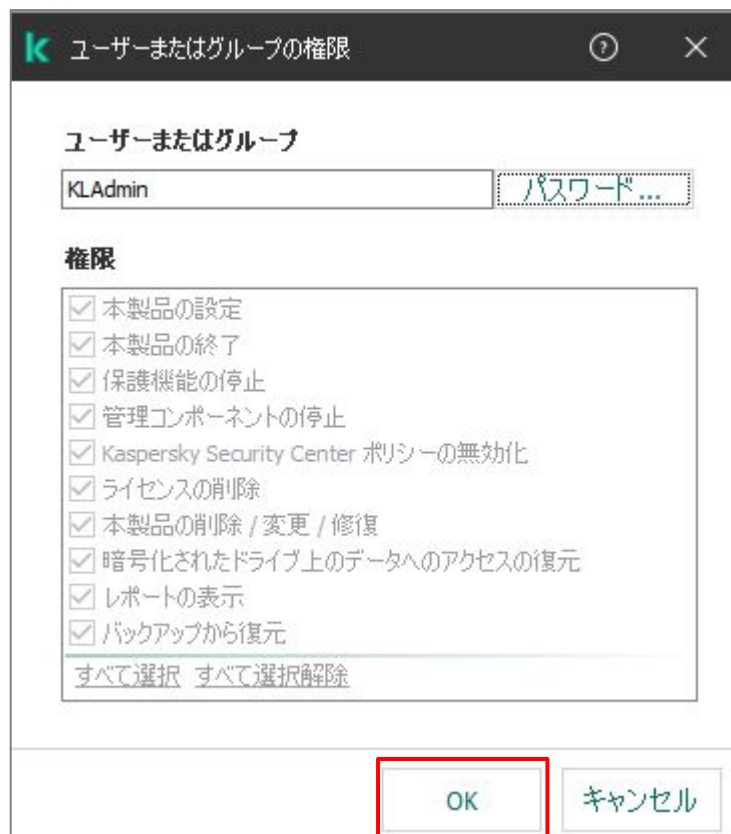 ユーザーまたはグループの権限
ユーザーまたはグループ
KLAdmin パスワード...
権限
本製品の設定
本製品の終了
保護機能の停止
管理コンポーネントの停止
Kaspersky Security Center ポリシーの無効化
ライセンスの削除
本製品の削除 / 変更 / 修復
暗号化されたドライブ上のデータへのアクセスの復元
レポートの表示
バックアップから復元
すべて選択 すべて選択解除
OK キャンセル